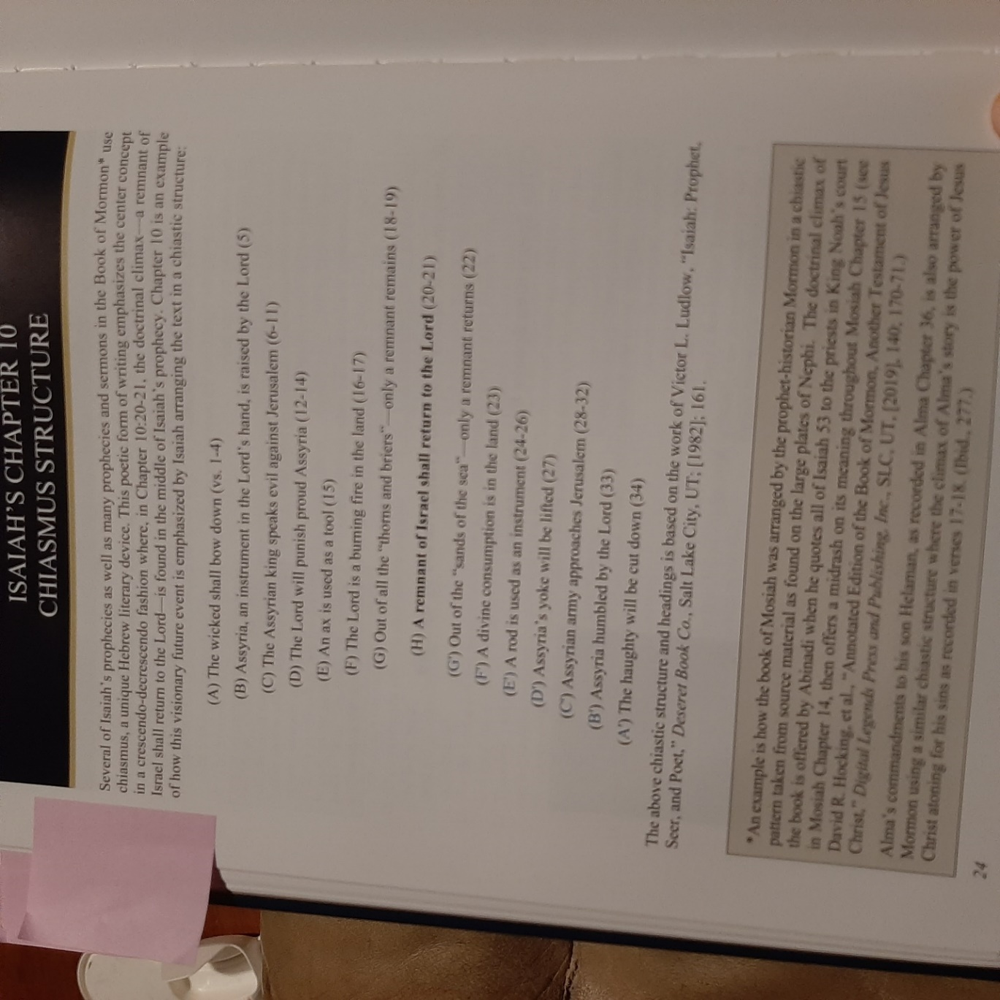 ISAIAH'S CHAPTER 10
CHIASMUS STRUCTURE
Several of Isaiah's prophecies as well as many prophecies and sermons in the Book of Mormon* use
chiasmus, a unique Hebrew literary device. This poetic form of writing emphasizes the center concept
in a crescendo-decrescendo fashion where, in Chapter 10:20-21, the doctrinal climax—a remnant of
Israel shall return to the Lord—is found in the middle of Isaiah's prophecy. Chapter 10 is an example
of how this visionary future event is emphasized by Isaiah arranging the text in a chiastic structure:
(A) The wicked shall bow down (vs. 1-4)
(B) Assyria, an instrument in the Lord's hand, is raised by the Lord (5)
(C) The Assyrian king speaks evil against Jerusalem (6-11)
(D) The Lord will punish proud Assyria (12-14)
(E) An ax is used as a tool (15)
(F) The Lord is a burning fire in the land (16-17)
(G) Out of all the "thorns and briers"—only a remnant remains (18-19)
(H) A remnant of Israel shall return to the Lord (20-21)
(G') Out of the "sands of the sea"—only a remnant returns (22)
(F') A divine consumption is in the land (23)
(E') A rod is used as an instrument (24-26)
(D') Assyria's yoke will be lifted (27)
(C') Assyrian army approaches Jerusalem (28-32)
(B') Assyria humbled by the Lord (33)
(A') The haughty will be cut down (34)
The above chiastic structure and headings is based on the work of Victor L. Ludlow, "Isaiah: Prophet,
Seer, and Poet," Deseret Book Co., Salt Lake City, UT; [1982]; 161.
*An example is how the book of Mosiah was arranged by the prophet-historian Mormon in a chiastic
pattern taken from source material as found on the large plates of Nephi. The doctrinal climax of
the book is offered by Abinadi when he quotes all of Isaiah 53 to the priests in King Noah's court
in Mosiah Chapter 14, then offers a midrash on its meaning throughout Mosiah Chapter 15 (see
David R. Hocking, et al., "Annotated Edition of the Book of Mormon, Another Testament of Jesus
Christ," Digital Legends Press and Publishing, Inc., SLC, UT, [2019], 140; 170-71.)
Alma's commandments to his son Helaman, as recorded in Alma Chapter 36, is also arranged by
Mormon using a similar chiastic structure where the climax of Alma's story is the power of Jesus
Christ atoning for his sins as recorded in verses 17-18. (Ibid., 277.)
24